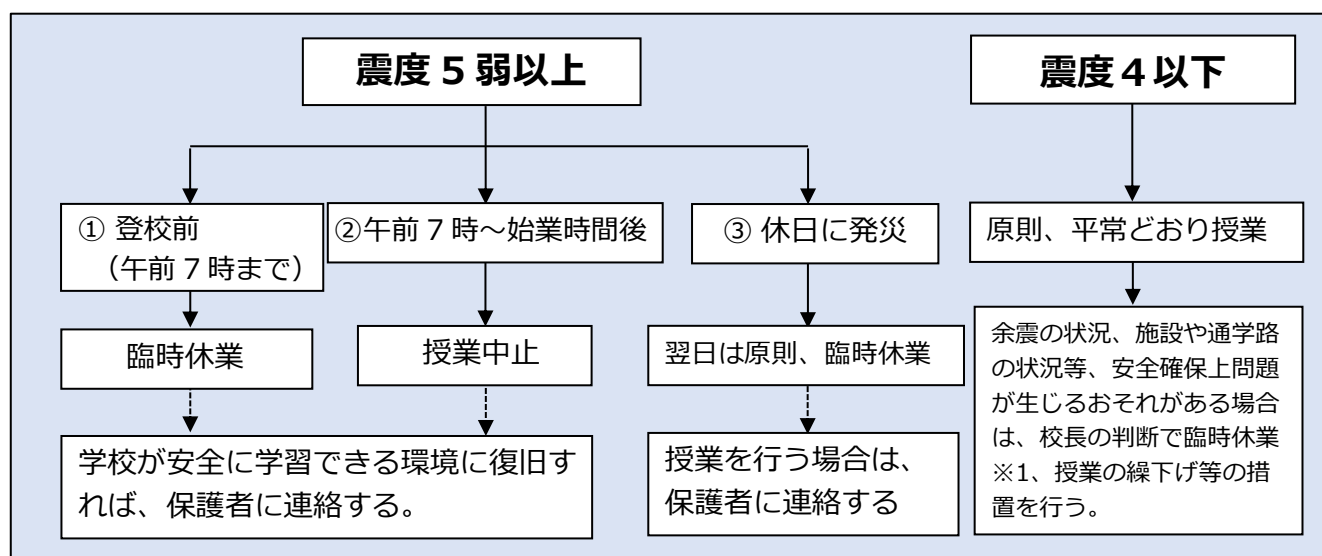 震度５弱以上
震度４以下
① 登校前
（午前７時まで）
②午前７時～始業時間後
③ 休日に発災
原則、平常どおり授業
臨時休業
授業中止
翌日は原則、臨時休業
余震の状況、施設や通学路
の状況等、安全確保上問題
が生じるおそれがある場合
は、校長の判断で臨時休業
※1、授業の繰下げ等の措
置を行う。
学校が安全に学習できる環境に復旧す
れば、保護者に連絡する。
授業を行う場合は、
保護者に連絡する